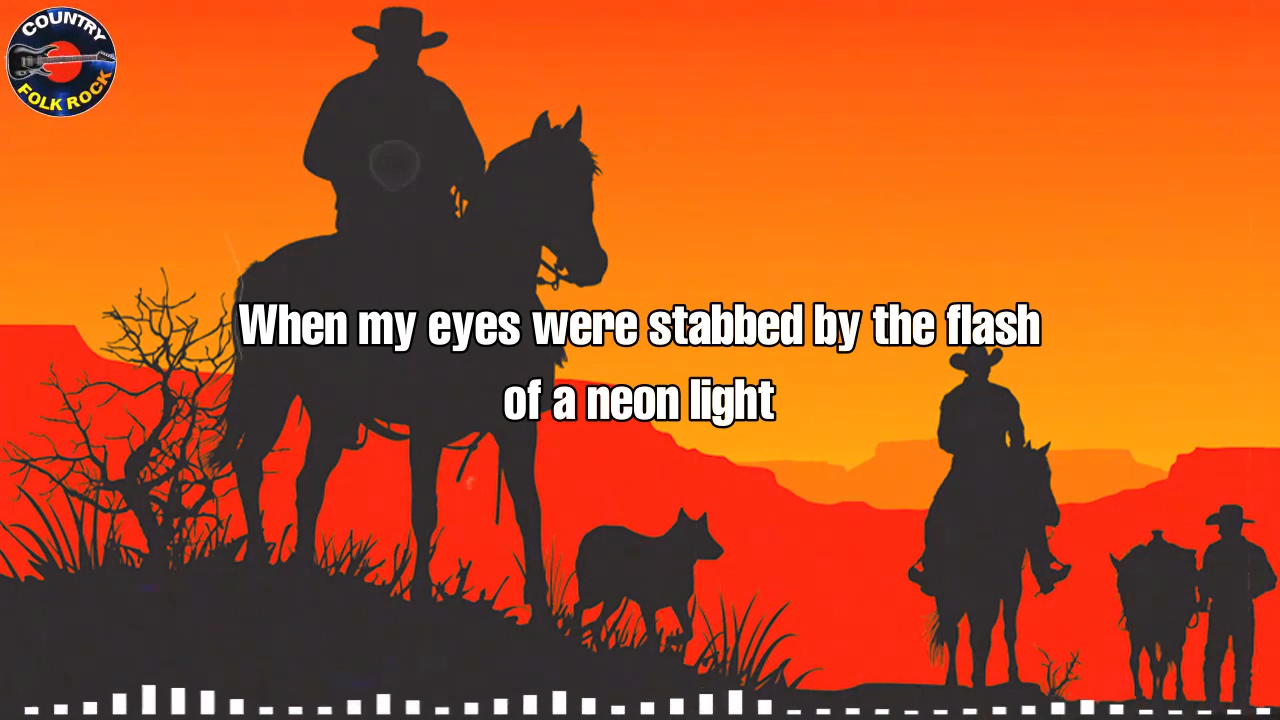 COUNTRY
FOLK ROCK
When my eyes were stabbed by the flash
of a neon light